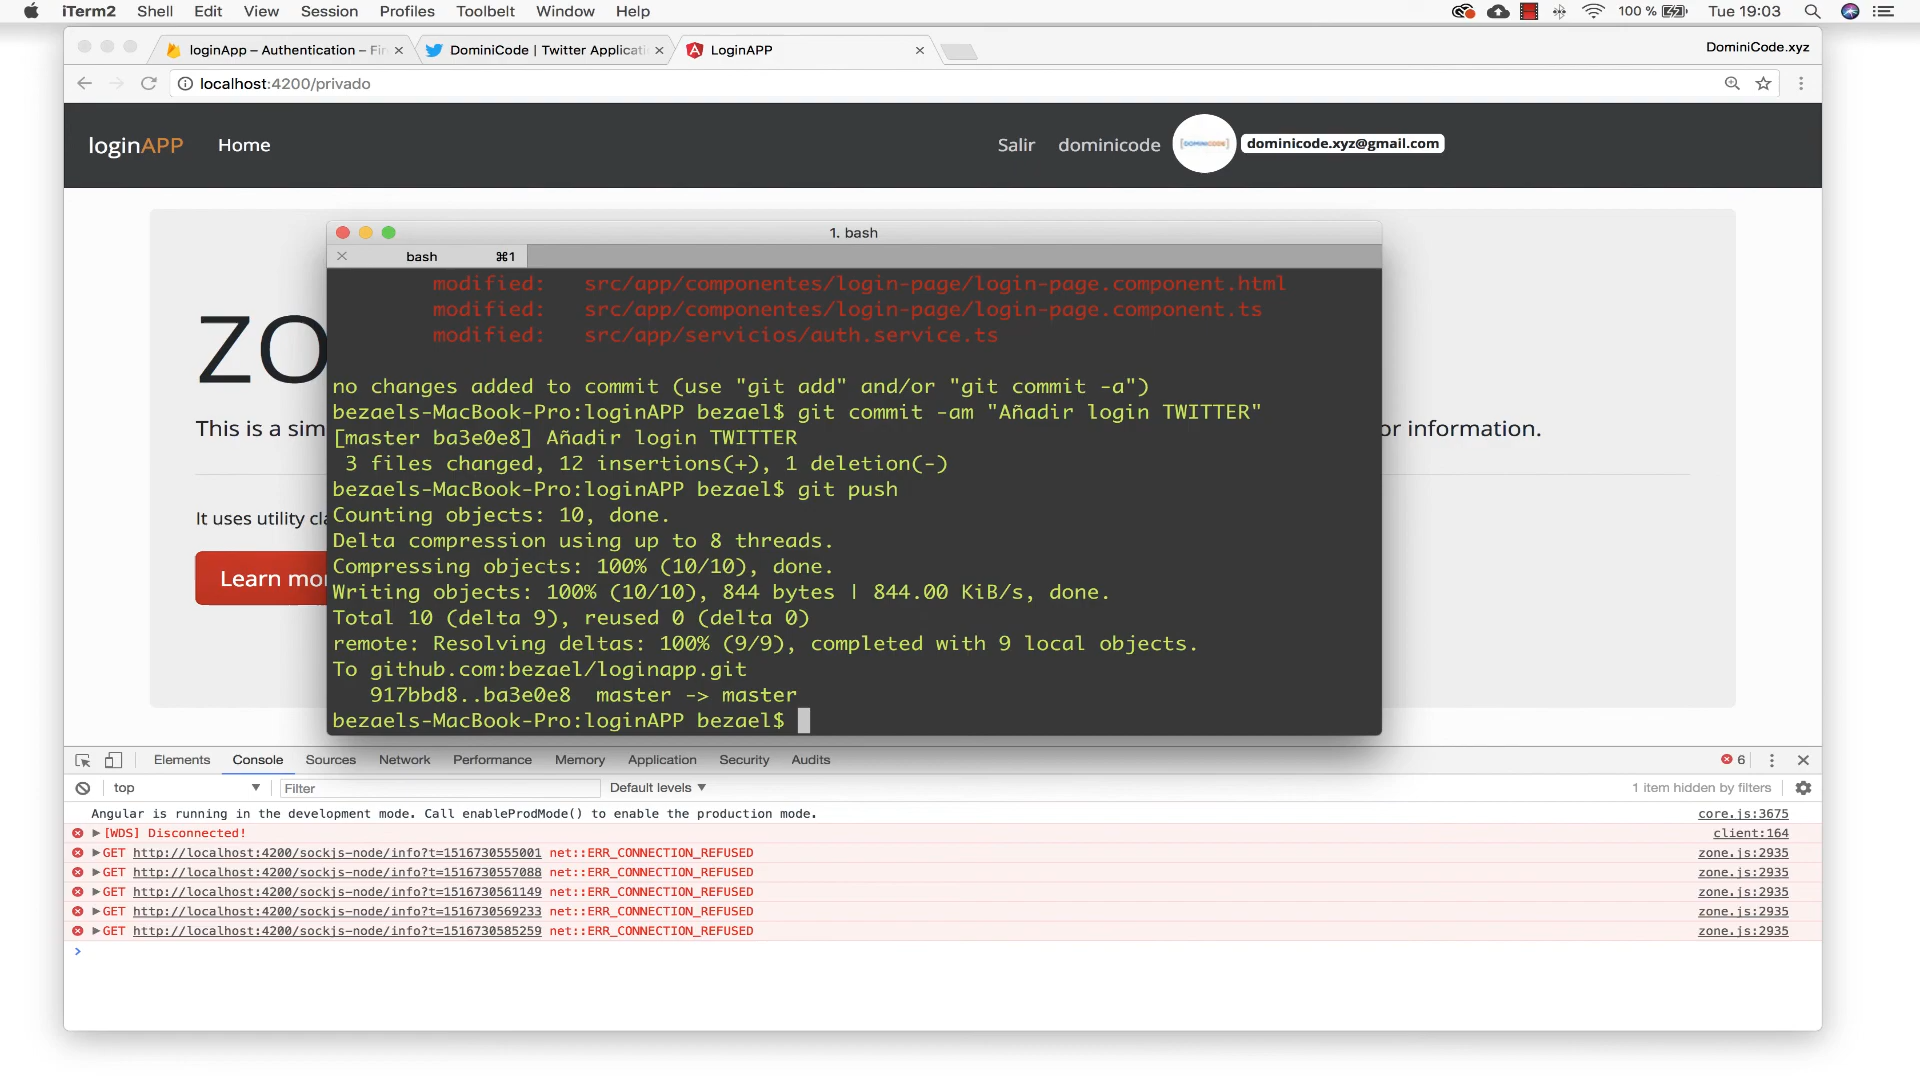 iTerm2 Shell Edit View Session Profiles Toolbelt Window Help 100 % Tue 19:03
loginApp – Authentication – Fir DominiCode | Twitter Applicati LoginAPP DominiCode.xyz
localhost:4200/privado
loginAPP Home Salir dominicode [DOMINICODE] dominicode.xyz@gmail.com
1. bash
bash ⌘1
modified: src/app/componentes/login-page/login-page.component.html
modified: src/app/componentes/login-page/login-page.component.ts
modified: src/app/servicios/auth.service.ts
ZO
no changes added to commit (use "git add" and/or "git commit -a")
bezaels-MacBook-Pro:loginAPP bezael$ git commit -am "Añadir login TWITTER"
This is a sim
or information.
[master ba3e0e8] Añadir login TWITTER
3 files changed, 12 insertions(+), 1 deletion(-)
bezaels-MacBook-Pro:loginAPP bezael$ git push
It uses utility cla
Counting objects: 10, done.
Delta compression using up to 8 threads.
Compressing objects: 100% (10/10), done.
Learn mor
Writing objects: 100% (10/10), 844 bytes | 844.00 KiB/s, done.
Total 10 (delta 9), reused 0 (delta 0)
remote: Resolving deltas: 100% (9/9), completed with 9 local objects.
To github.com:bezael/loginapp.git
917bbd8..ba3e0e8 master -> master
bezaels-MacBook-Pro:loginAPP bezael$
Elements Console Sources Network Performance Memory Application Security Audits 6
top Filter Default levels 1 item hidden by filters
Angular is running in the development mode. Call enableProdMode() to enable the production mode. core.js:3675
[WDS] Disconnected! client:164
GET http://localhost:4200/sockjs-node/info?t=1516730555001 net::ERR_CONNECTION_REFUSED zone.js:2935
GET http://localhost:4200/sockjs-node/info?t=1516730557088 net::ERR_CONNECTION_REFUSED zone.js:2935
GET http://localhost:4200/sockjs-node/info?t=1516730561149 net::ERR_CONNECTION_REFUSED zone.js:2935
GET http://localhost:4200/sockjs-node/info?t=1516730569233 net::ERR_CONNECTION_REFUSED zone.js:2935
GET http://localhost:4200/sockjs-node/info?t=1516730585259 net::ERR_CONNECTION_REFUSED zone.js:2935